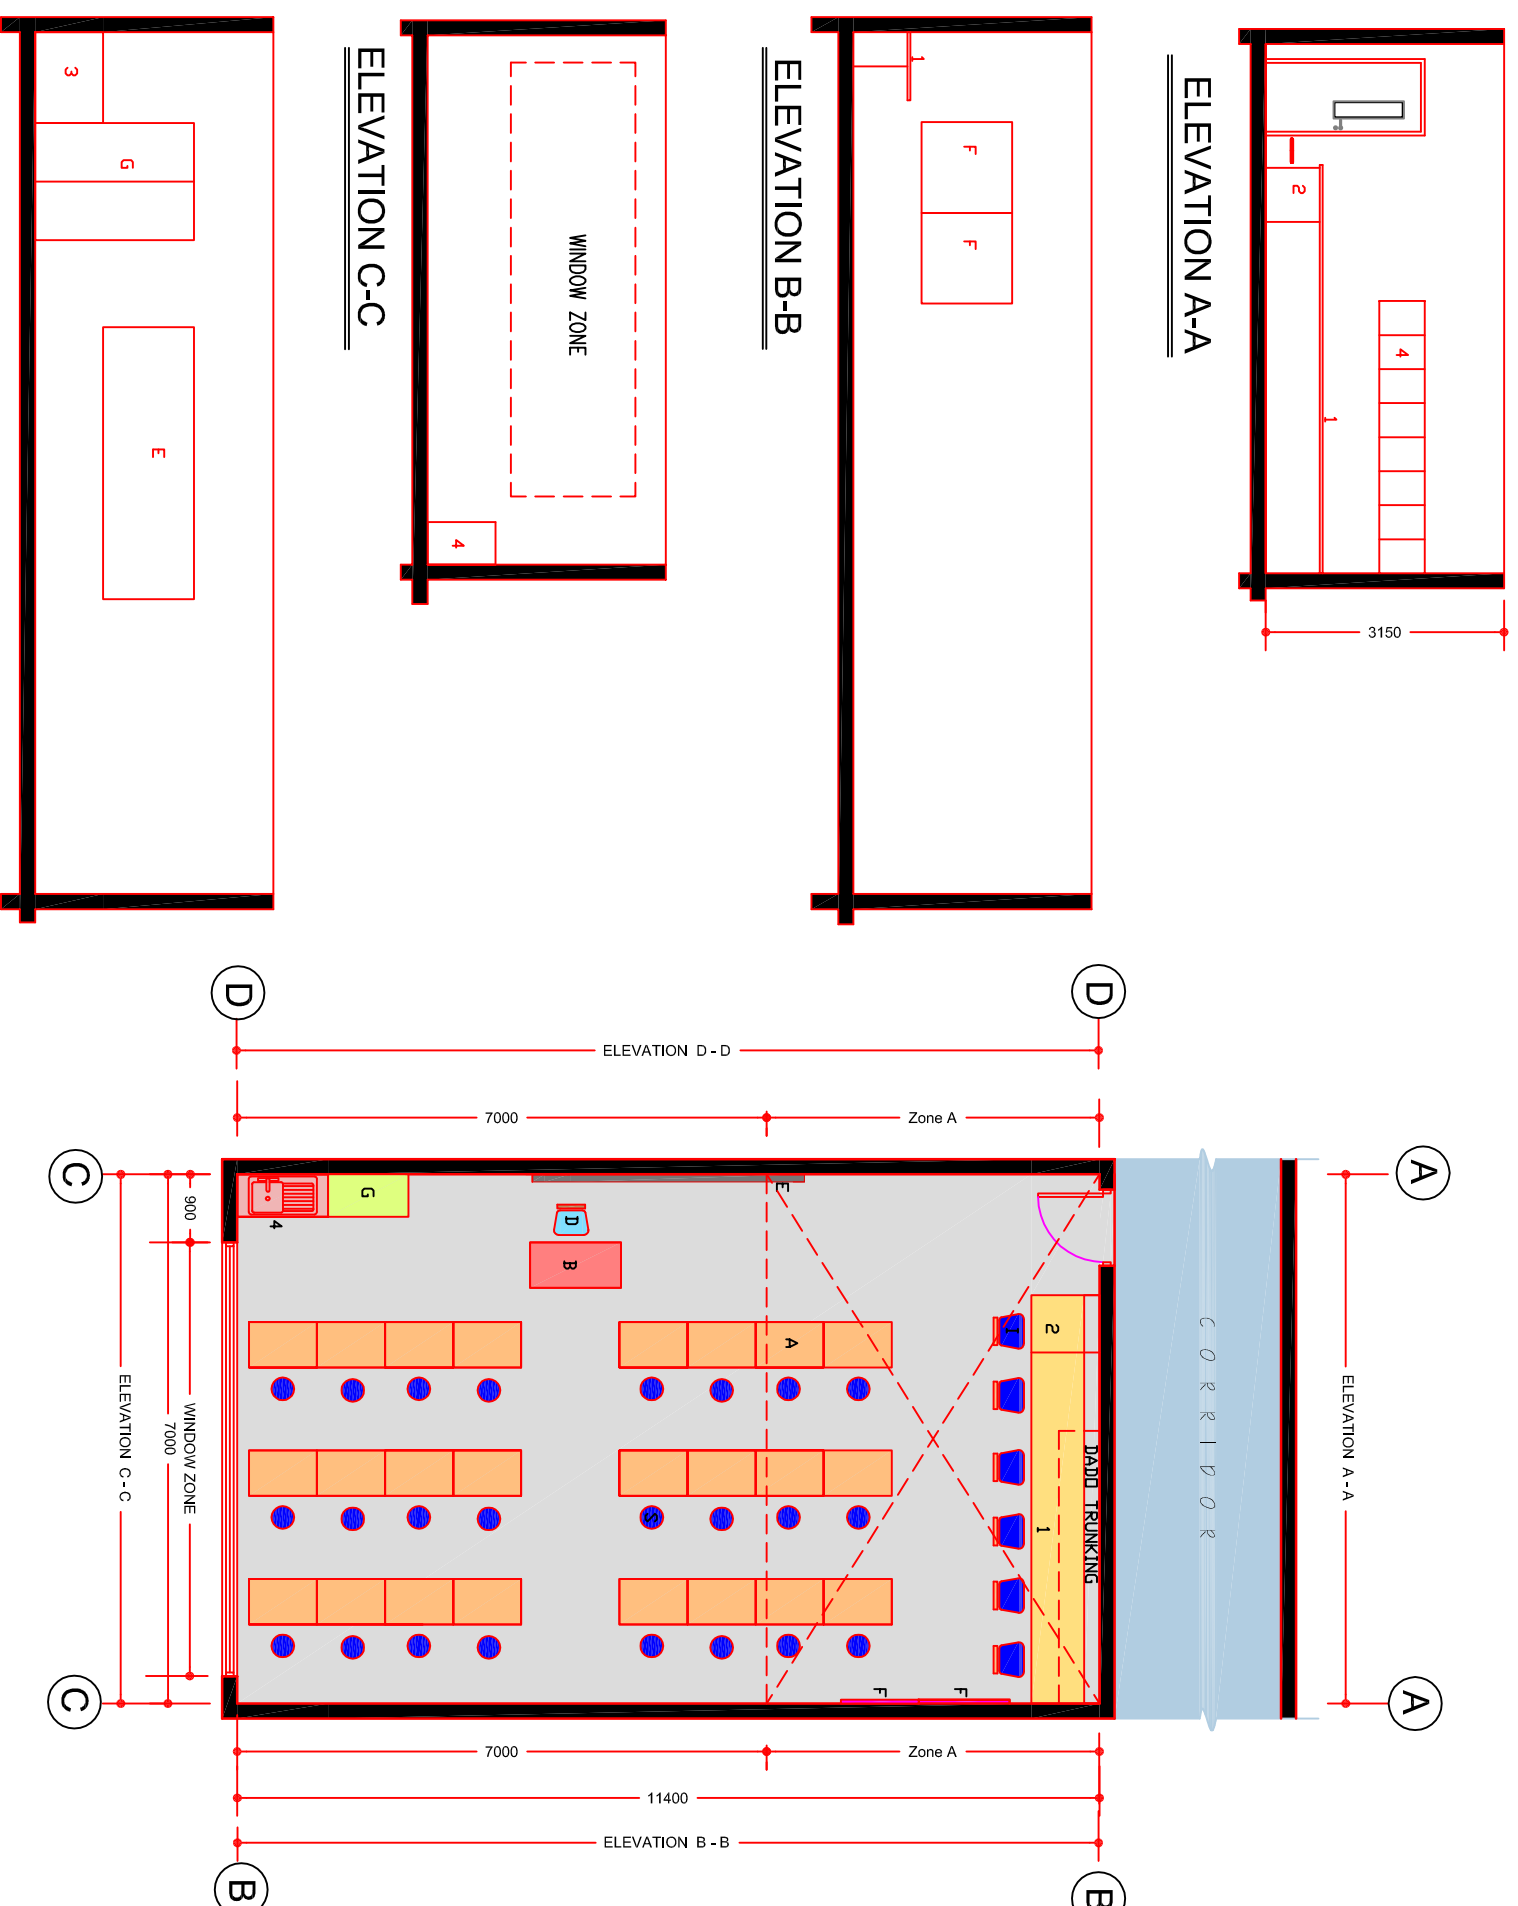 3
G
E
ELEVATION C-C
WINDOW ZONE
4
ELEVATION B-B
1
F
F
ELEVATION A-A
2
4
1
3150
D
D
ELEVATION D - D
7000
Zone A
C
A
900
WINDOW ZONE
7000
ELEVATION C - C
G
4
D
B
E
A
S
I
2
1
DADO TRUNKING
CORRIDOR
ELEVATION A - A
F
F
C
A
7000
Zone A
11400
ELEVATION B - B
B
B